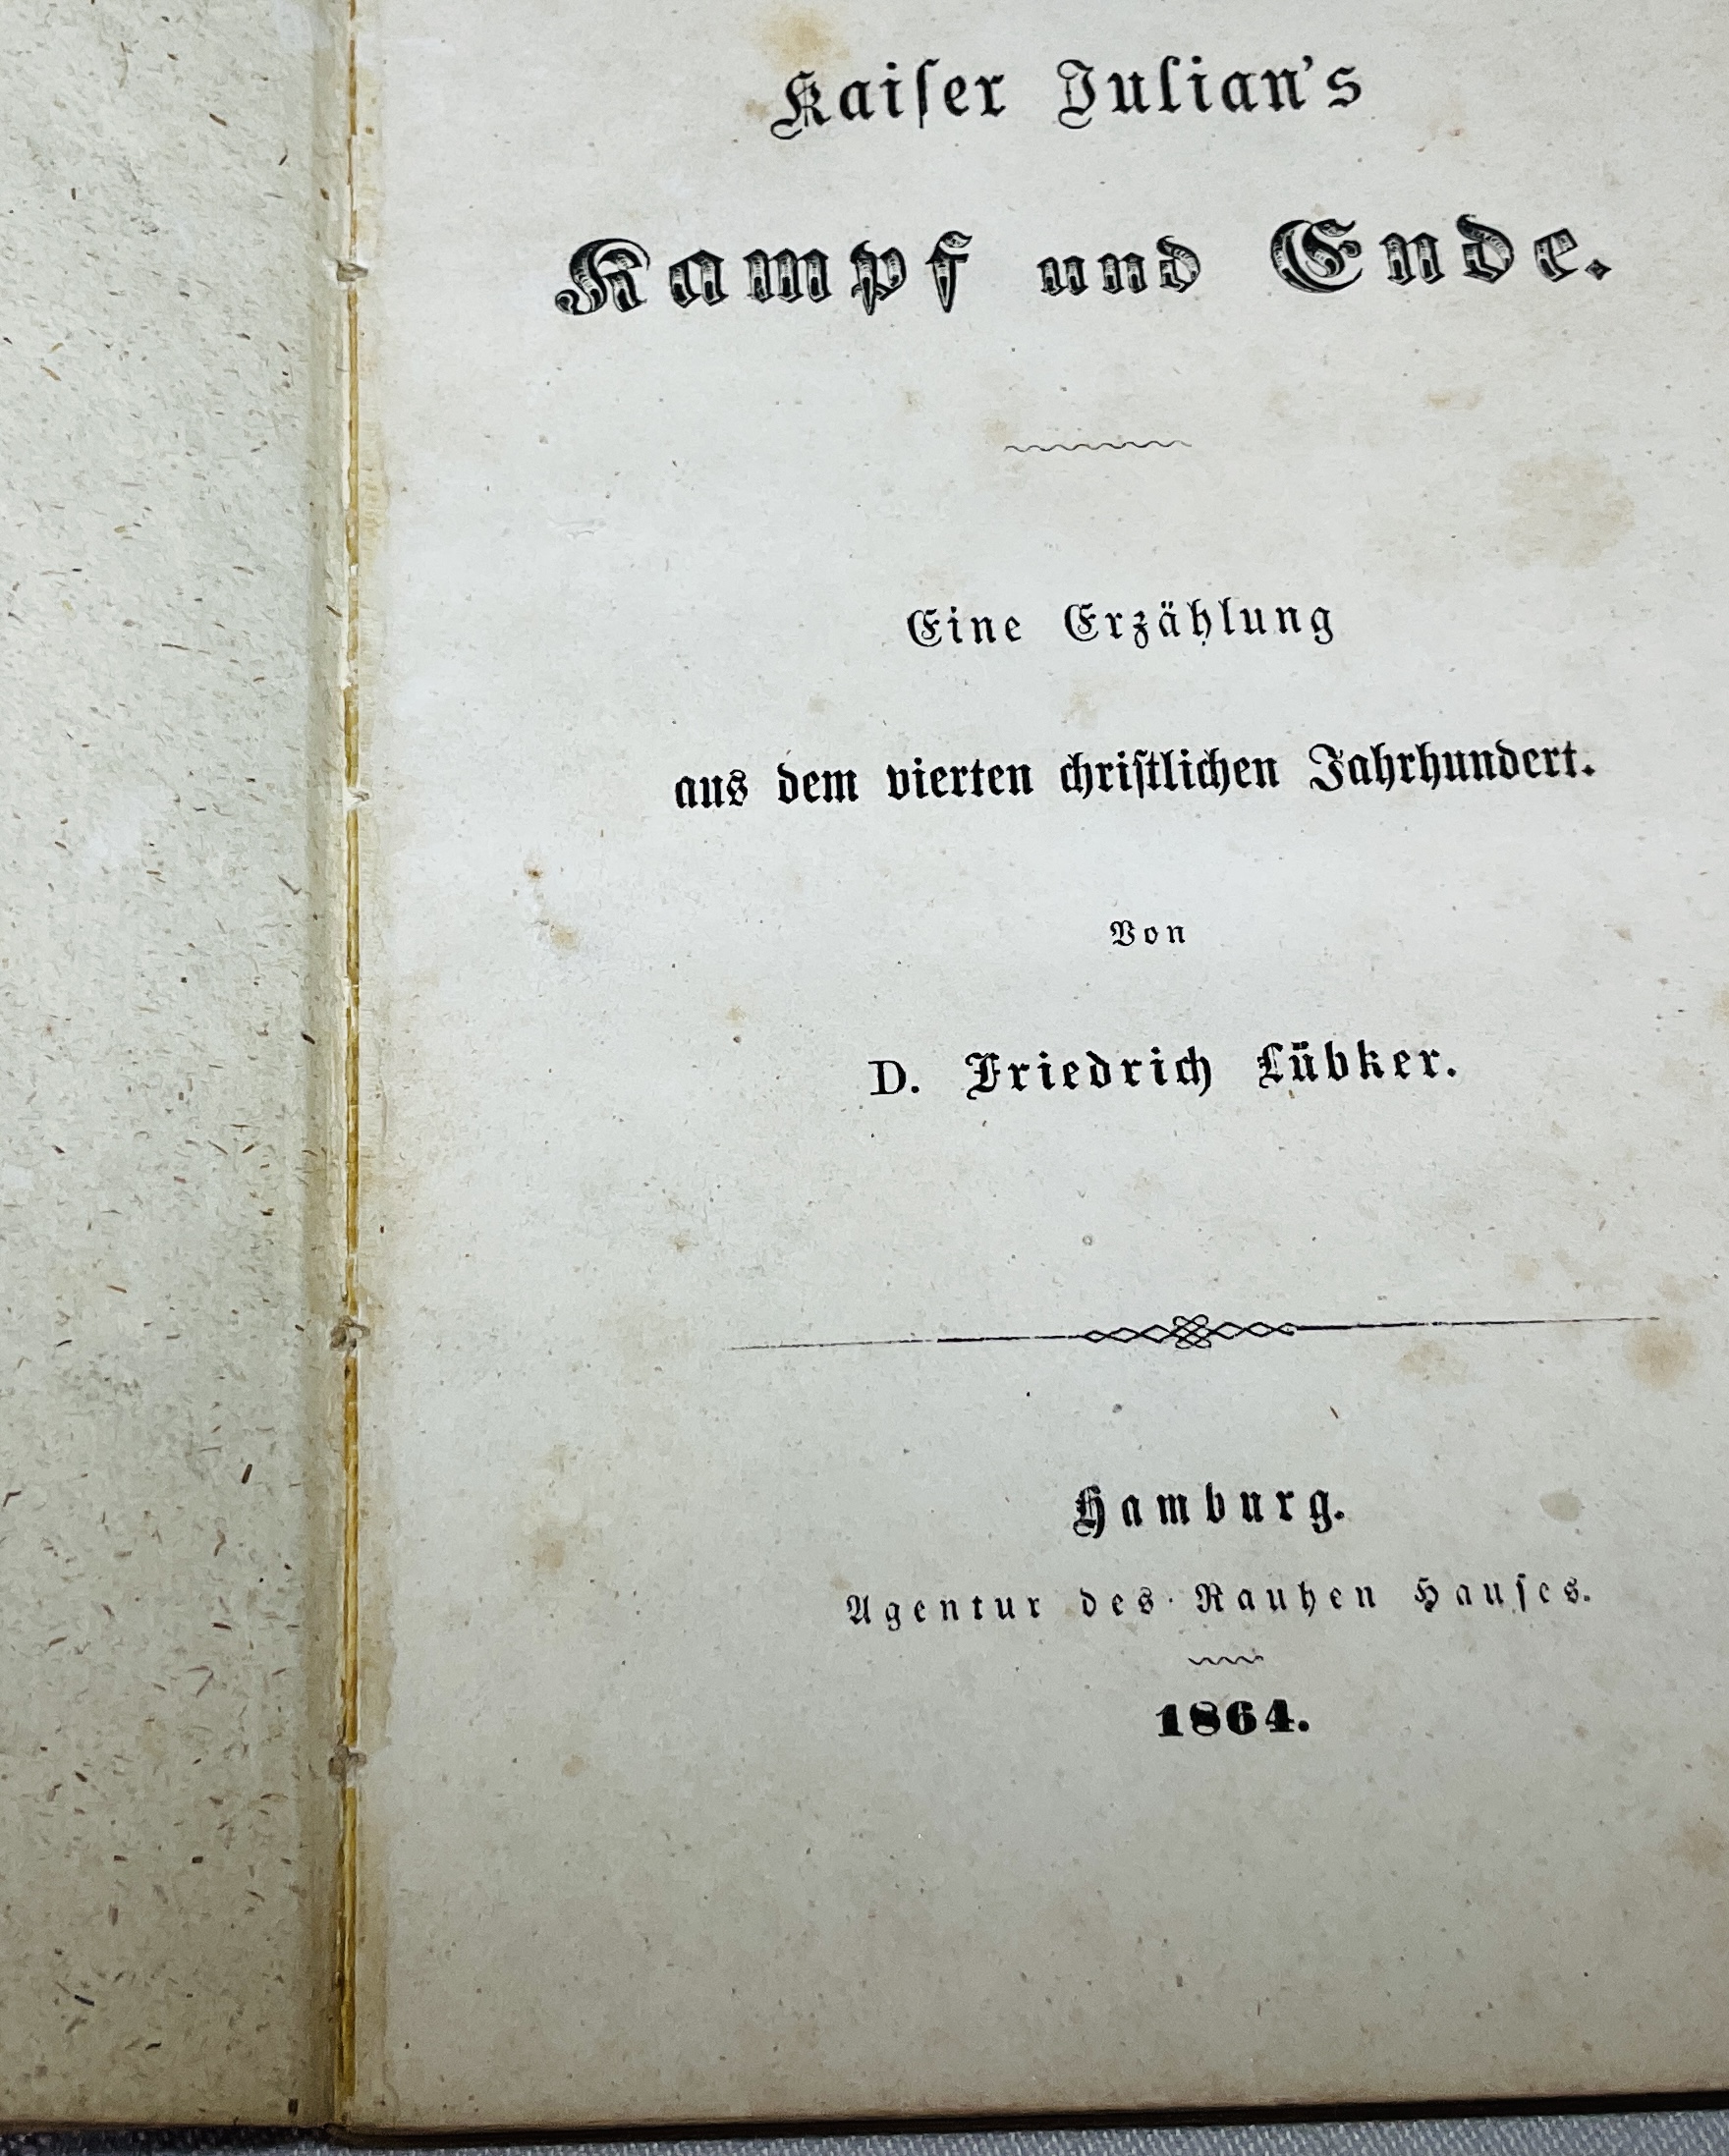 Kaiſer Julian's
Kampf und Ende.
Eine Erzählung
aus dem vierten chriſtlichen Jahrhundert.
Von
D. Friedrich Lübker.
Hamburg.
Agentur des Rauhen Hauſes.
1864.